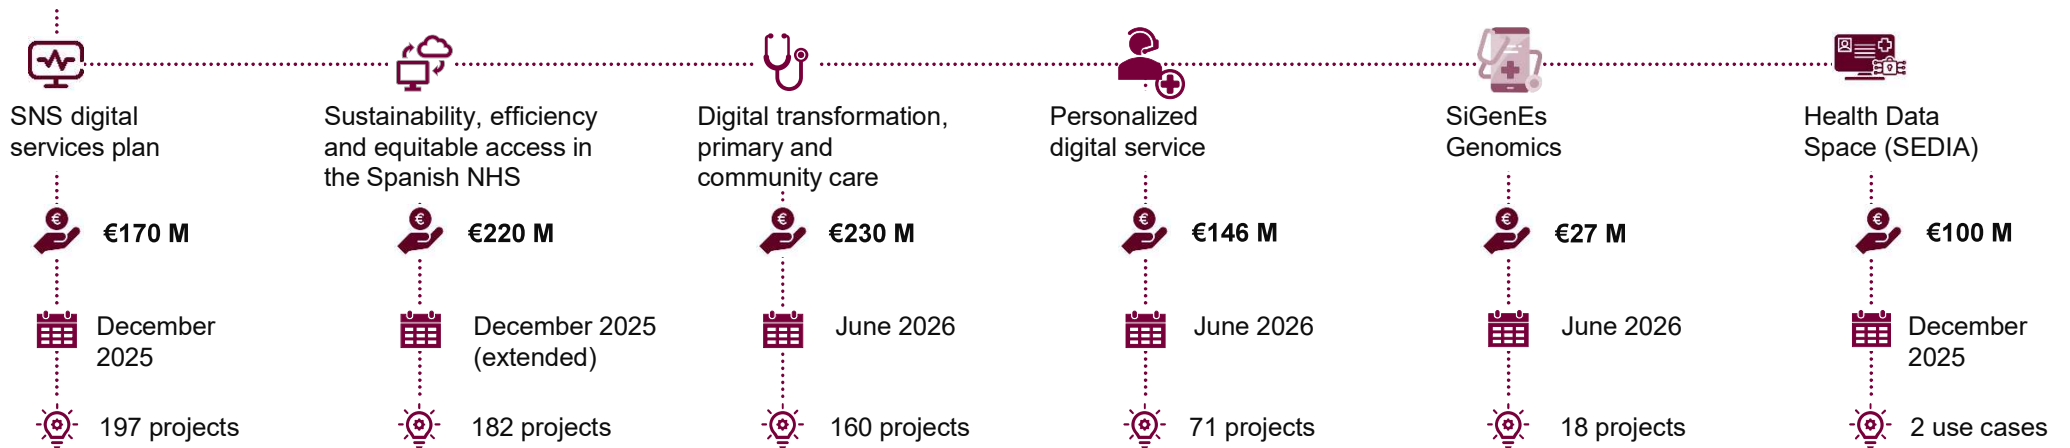 SNS digital
services plan
€170 M
December
2025
197 projects
Sustainability, efficiency
and equitable access in
the Spanish NHS
€220 M
December 2025
(extended)
182 projects
Digital transformation,
primary and
community care
€230 M
June 2026
160 projects
Personalized
digital service
€146 M
June 2026
71 projects
SiGenEs
Genomics
€27 M
June 2026
18 projects
Health Data
Space (SEDIA)
€100 M
December
2025
2 use cases